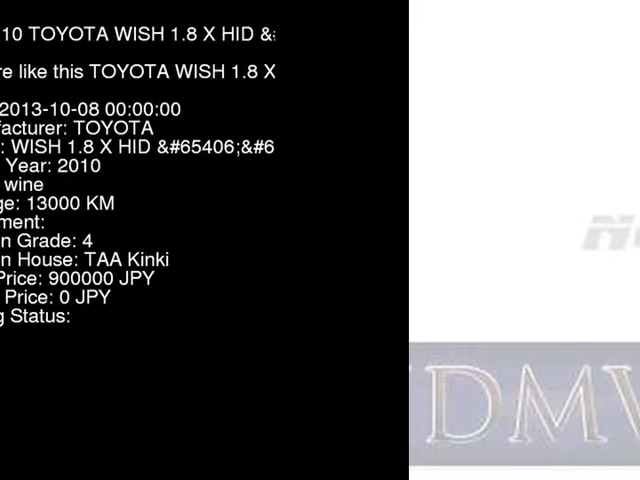 10 TOYOTA WISH 1.8 X HID &
re like this TOYOTA WISH 1.8 X
2013-10-08 00:00:00
facturer: TOYOTA
: WISH 1.8 X HID &#65406;&#6
Year: 2010
wine
ge: 13000 KM
ment:
n Grade: 4
n House: TAA Kinki
Price: 900000 JPY
Price: 0 JPY
g Status:
No
DMV